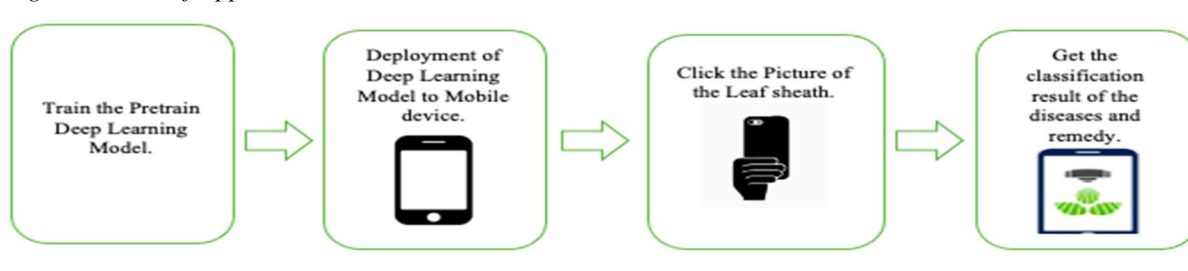 Train the Pretrain
Deep Learning
Model.
Deployment of
Deep Learning
Model to Mobile
device.
Click the Picture of
the Leaf sheath.
Get the
classification
result of the
diseases and
remedy.